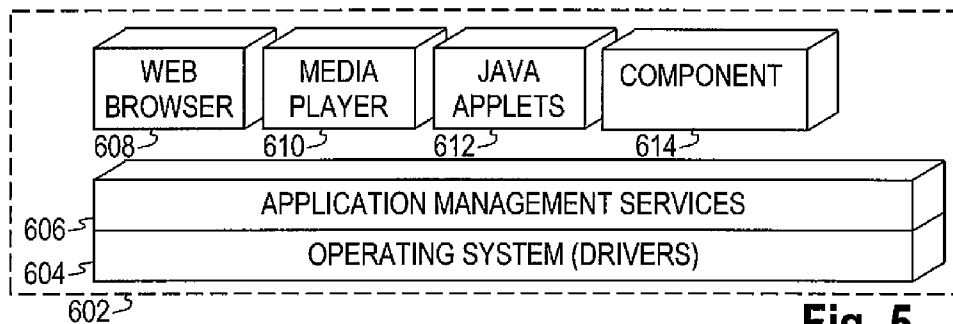 WEB
BROWSER
MEDIA
PLAYER
JAVA
APPLETS
COMPONENT
608
610
612
614
APPLICATION MANAGEMENT SERVICES
606
OPERATING SYSTEM (DRIVERS)
604
602
Fig. 5